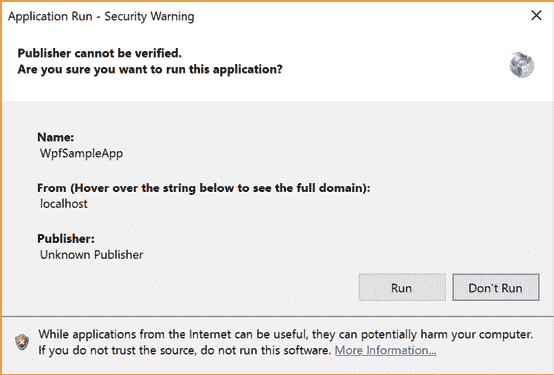 Application Run - Security Warning
Publisher cannot be verified.
Are you sure you want to run this application?
Name:
WpfSampleApp
From (Hover over the string below to see the full domain):
localhost
Publisher:
Unknown Publisher
Run
Don't Run
While applications from the Internet can be useful, they can potentially harm your computer.
If you do not trust the source, do not run this software. More Information...